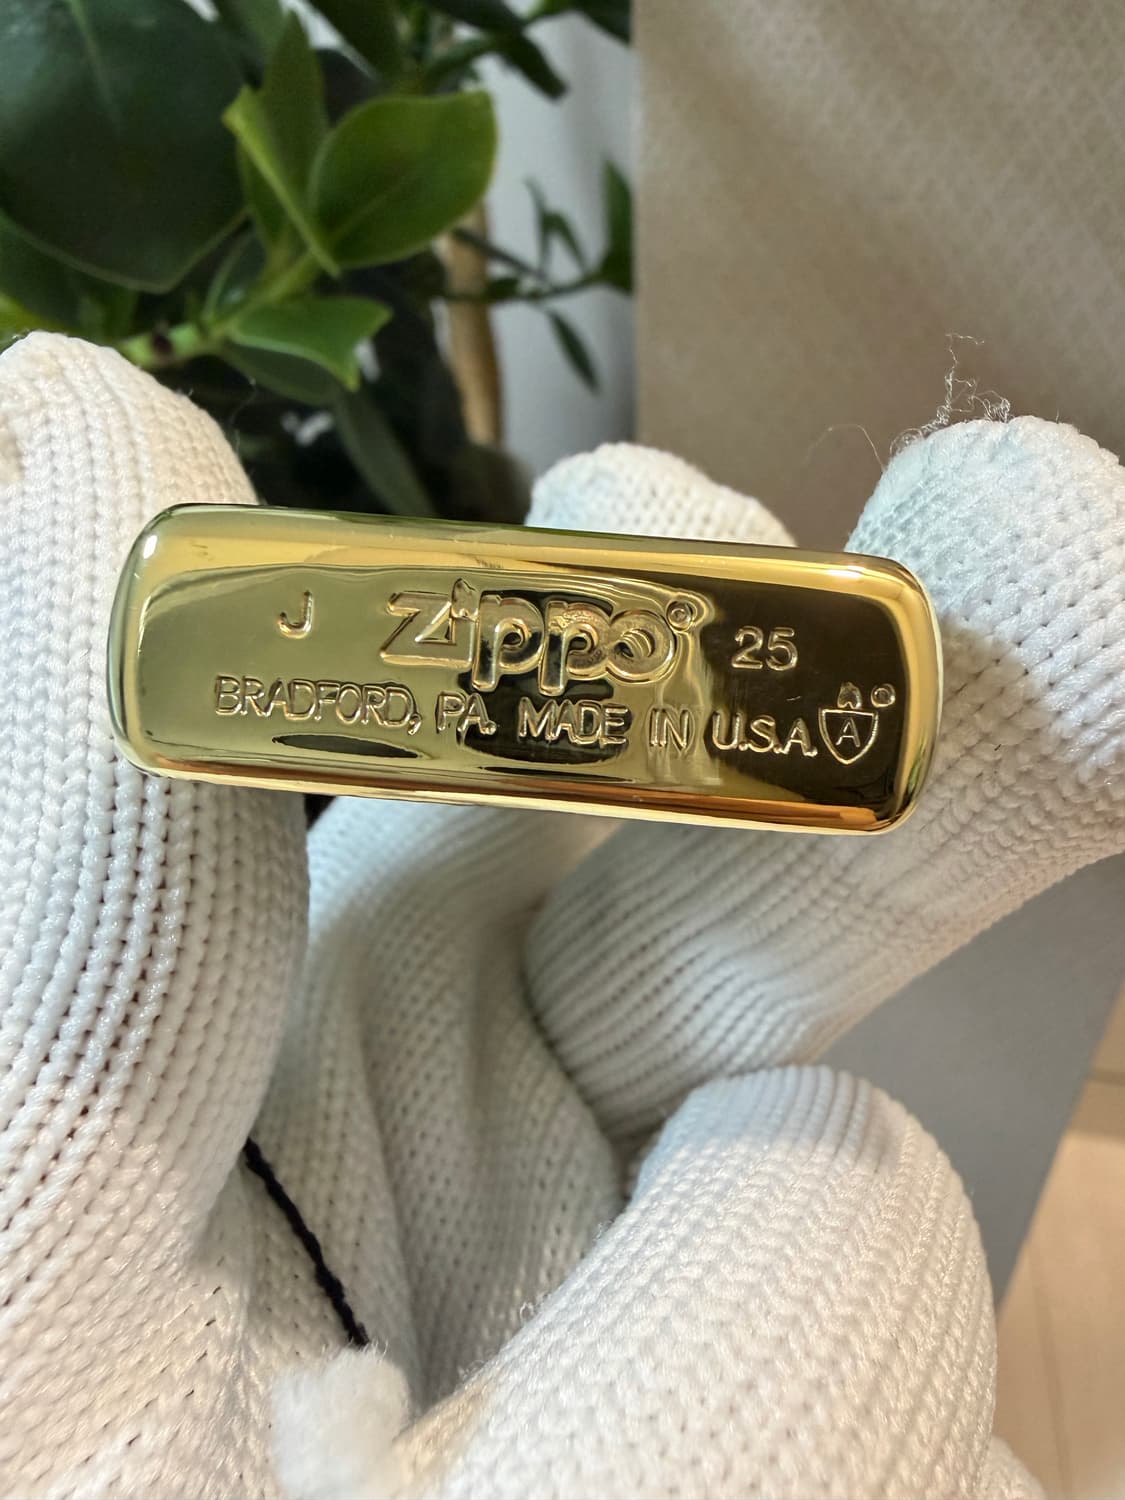 J Zippo 25
BRADFORD, PA. MADE IN U.S.A. A